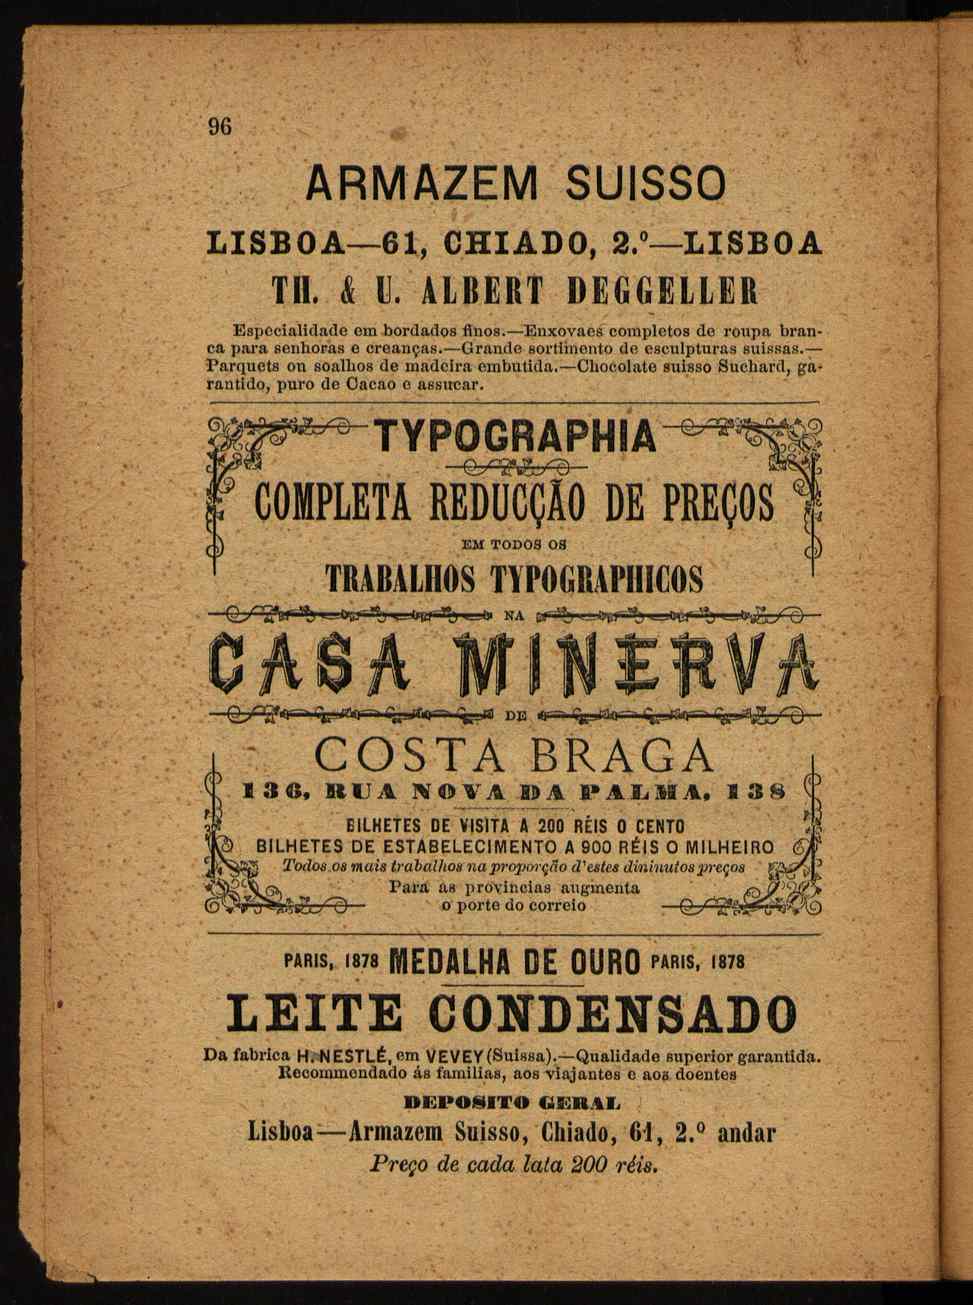 96
ARMAZEM SUISSO
LISBOA—61, CHIADO, 2.º—LISBOA
TH. & U. ALBERT DEGGELLER
Especialidade em bordados finos.—Enxovaes completos de roupa bran-
ca para senhoras e creanças.—Grande sortimento de esculpturas suissas.—
Parquets ou soalhos de madeira embutida.—Chocolate suisso Suchard, ga-
rantido, puro de Cacao e assucar.
TYPOGRAPHIA
COMPLETA REDUCÇÃO DE PREÇOS
EM TODOS OS
TRABALHOS TYPOGRAPHICOS
NA
CASA MINERVA
DE
COSTA BRAGA
136, RUA NOVA DA PALMA, 138
BILHETES DE VISITA A 200 RÉIS O CENTO
BILHETES DE ESTABELECIMENTO A 900 RÉIS O MILHEIRO
Todos os mais trabalhos na proporção d'estes dininutos preços
Para as provincias augmenta
o porte do correio
PARIS, 1878 MEDALHA DE OURO PARIS, 1878
LEITE CONDENSADO
Da fabrica H. NESTLÉ, em VEVEY (Suissa).—Qualidade superior garantida.
Recommendado ás familias, aos viajantes e aos doentes
DEPOSITO GERAL
Lisboa—Armazem Suisso, Chiado, 61, 2.º andar
Preço de cada lata 200 réis.